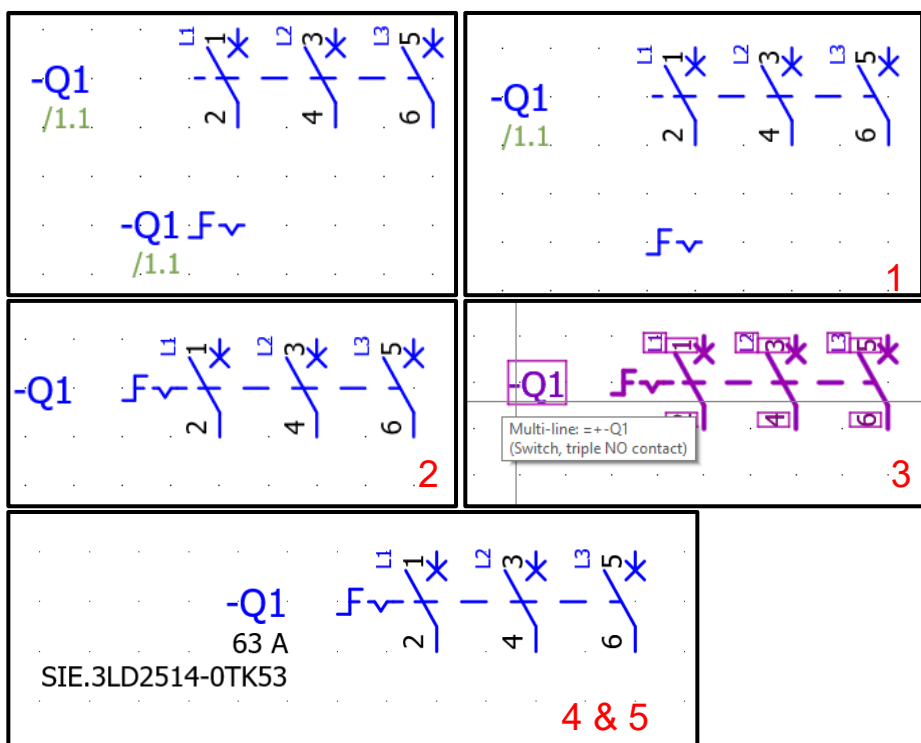 L1 1 L2 3 L3 5
-Q1
/1.1
2 4 6
-Q1
/1.1
L1 1 L2 3 L3 5
-Q1
/1.1
2 4 6
1
L1 1 L2 3 L3 5
-Q1
2 4 6
2
L1 1 L2 3 L3 5
-Q1
2 4 6
Multi-line: =+-Q1
(Switch, triple NO contact)
3
L1 1 L2 3 L3 5
-Q1
63 A
2 4 6
SIE.3LD2514-0TK53
4 & 5